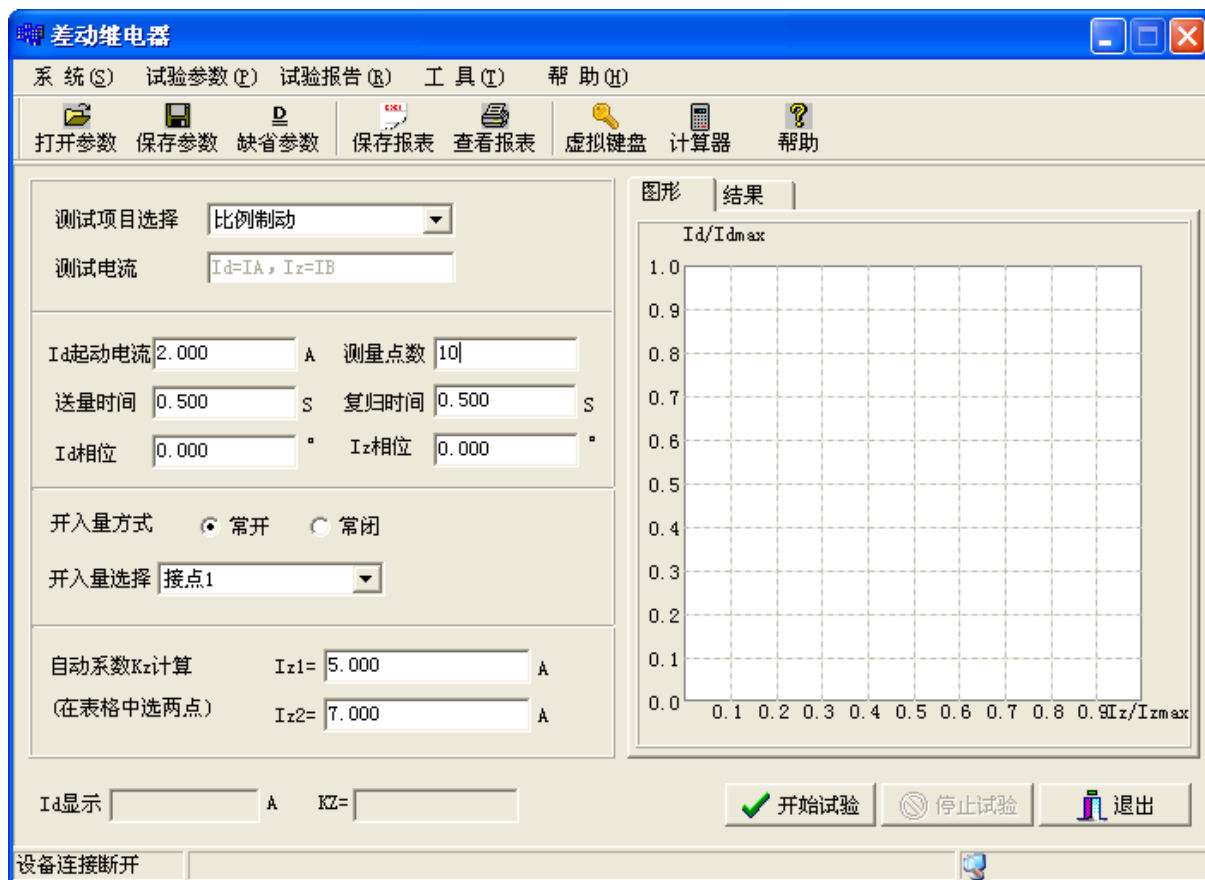 差动继电器
系 统(S) 试验参数(P) 试验报告(R) 工 具(T) 帮 助(H)
D EXL
打开参数 保存参数 缺省参数 保存报表 查看报表 虚拟键盘 计算器 帮助
测试项目选择 比例制动
测试电流 Id=IA，Iz=IB
Id起动电流 2.000 A 测量点数 10
送量时间 0.500 S 复归时间 0.500 S
Id相位 0.000 ° Iz相位 0.000 °
开入量方式 常开 常闭
开入量选择 接点1
自动系数Kz计算 Iz1= 5.000 A
(在表格中选两点) Iz2= 7.000 A
图形 结果
Id/Idmax
1.0
0.9
0.8
0.7
0.6
0.5
0.4
0.3
0.2
0.1
0.0
0.1 0.2 0.3 0.4 0.5 0.6 0.7 0.8 0.9Iz/Izmax
Id显示 A KZ= 开始试验 停止试验 退出
设备连接断开